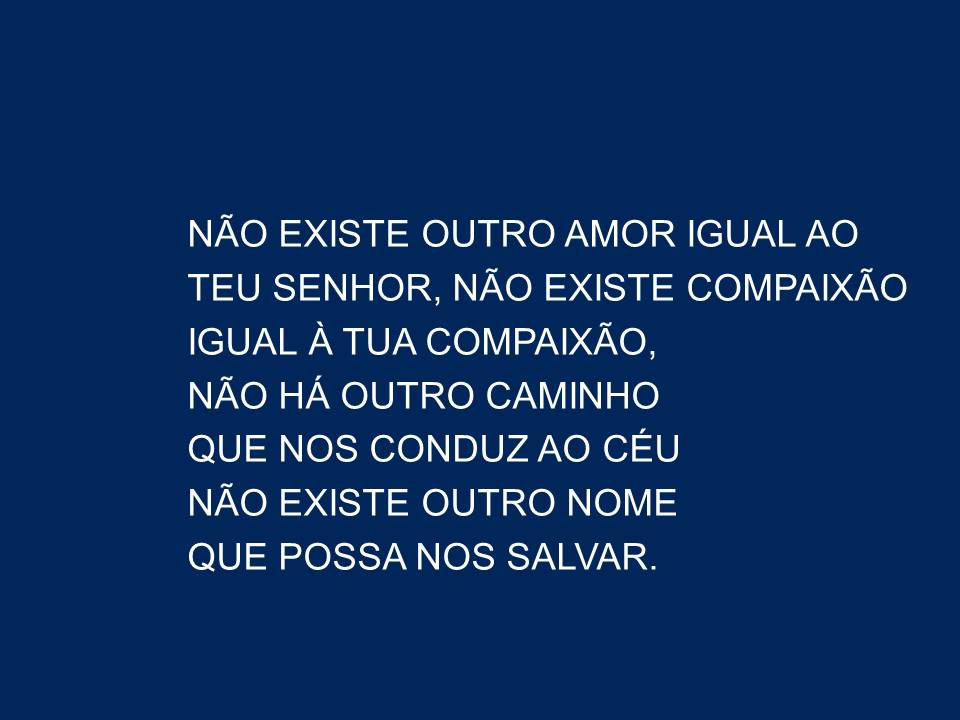 NÃO EXISTE OUTRO AMOR IGUAL AO
TEU SENHOR, NÃO EXISTE COMPAIXÃO
IGUAL À TUA COMPAIXÃO,
NÃO HÁ OUTRO CAMINHO
QUE NOS CONDUZ AO CÉU
NÃO EXISTE OUTRO NOME
QUE POSSA NOS SALVAR.